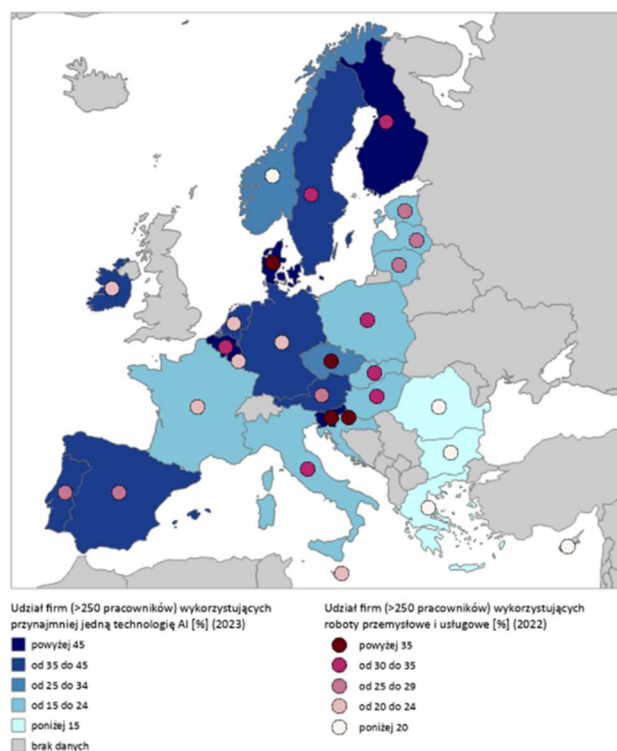 Udział firm (>250 pracowników) wykorzystujących
przynajmniej jedną technologię AI [%] (2023)
powyżej 45
od 35 do 45
od 25 do 34
od 15 do 24
poniżej 15
brak danych
Udział firm (>250 pracowników) wykorzystujących
roboty przemysłowe i usługowe [%] (2022)
powyżej 35
od 30 do 35
od 25 do 29
od 20 do 24
poniżej 20